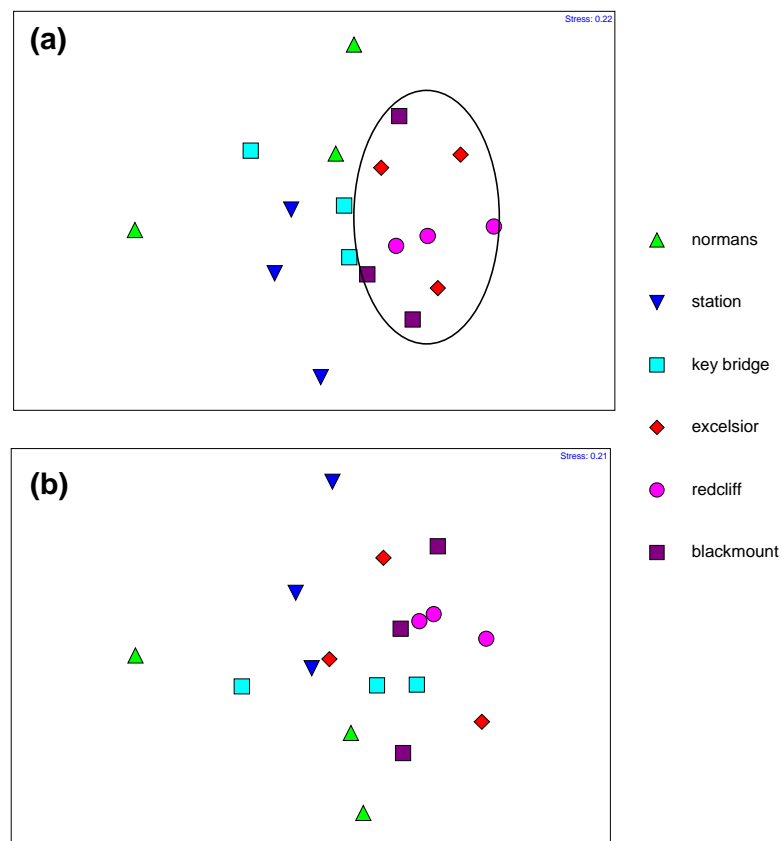 Stress: 0.22
(a)
normans
station
key bridge
excelsior
redcliff
blackmount
Stress: 0.21
(b)